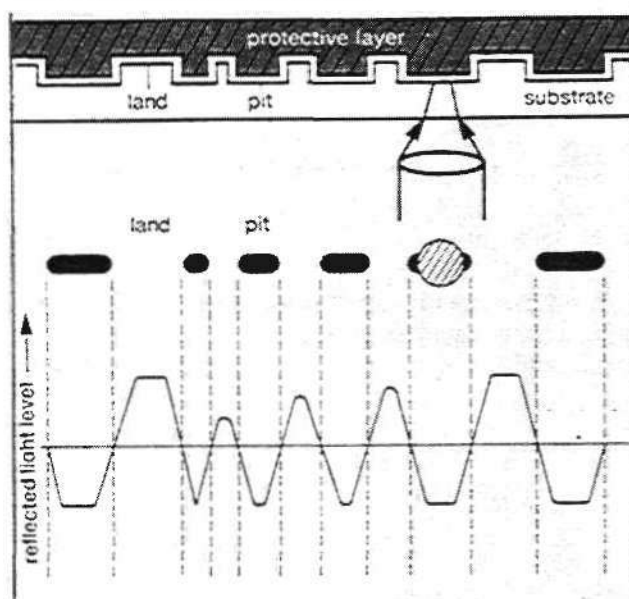 protective layer
land pit substrate
land pit
reflected light level